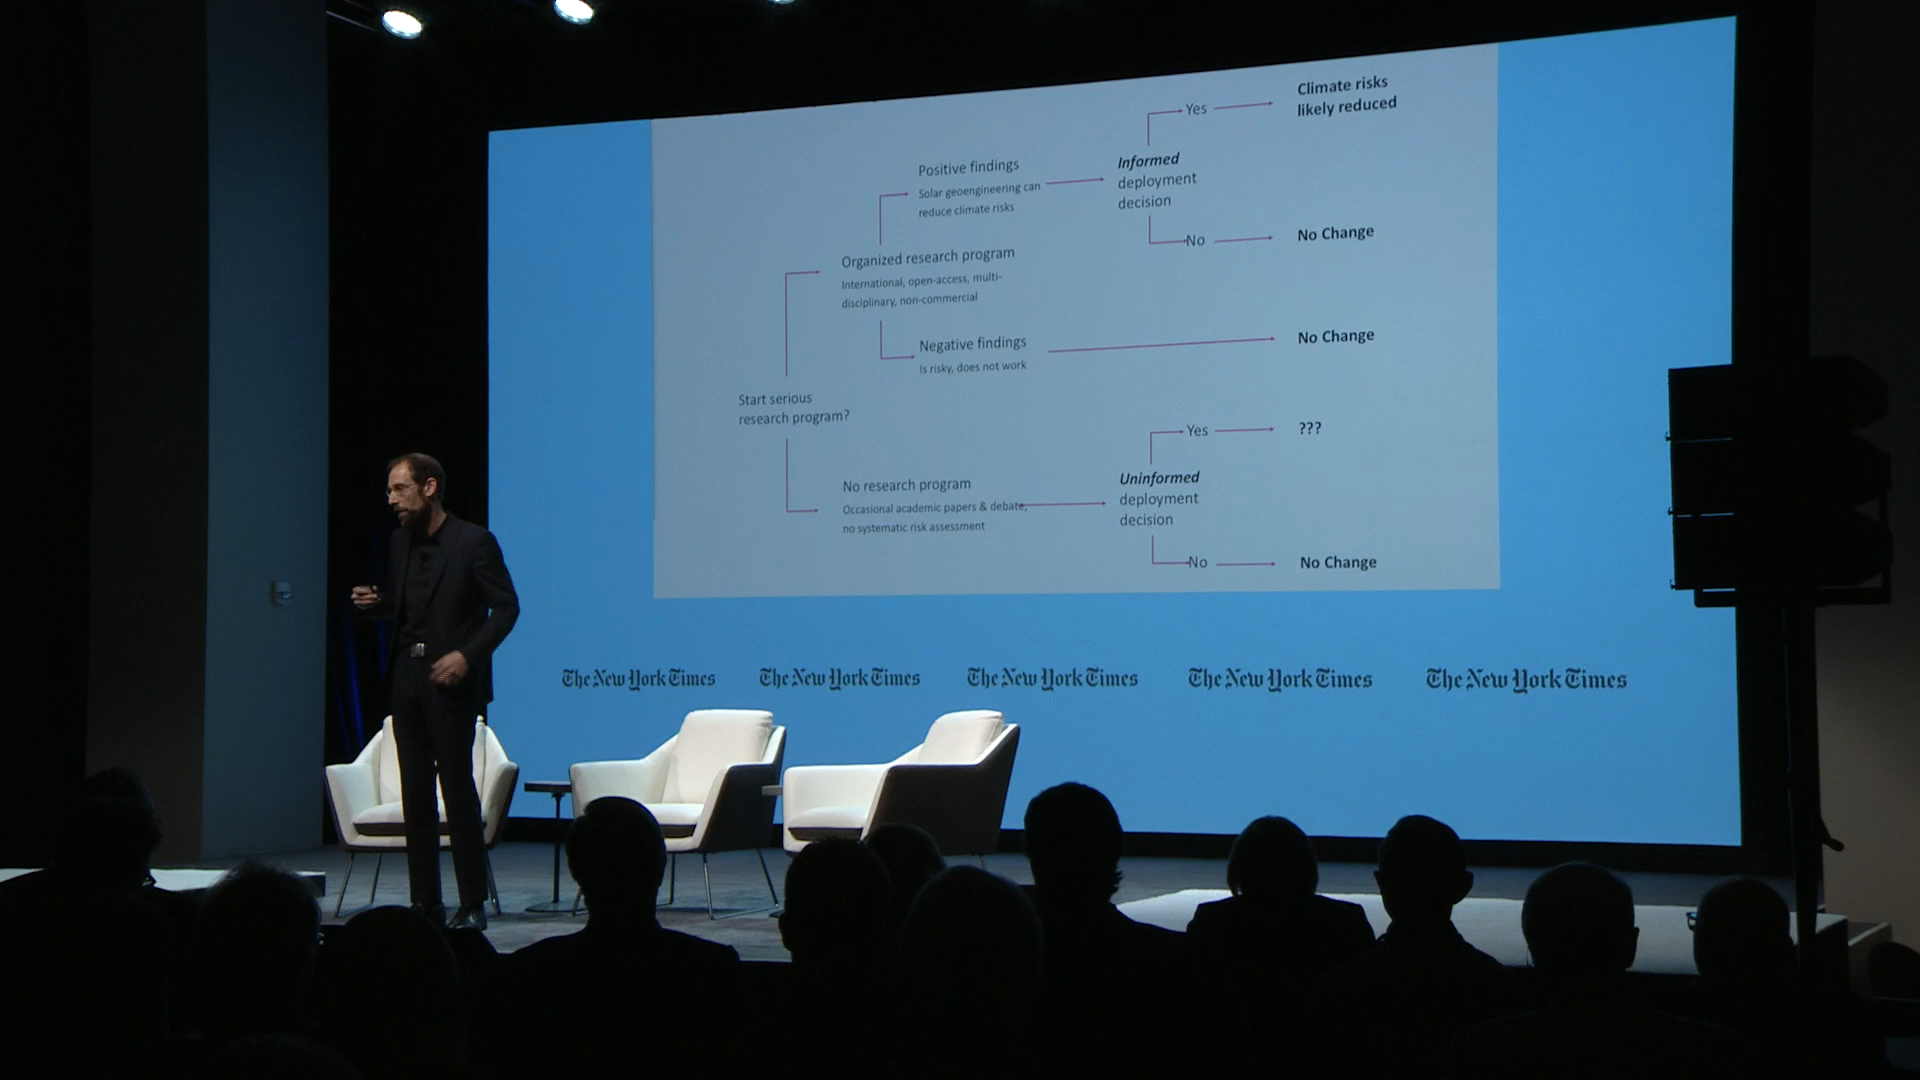 Climate risks
likely reduced
Yes
Positive findings
Solar geoengineering can
reduce climate risks
Informed
deployment
decision
No
No Change
Organized research program
International, open-access, multi-
disciplinary, non-commercial
Negative findings
Is risky, does not work
No Change
Start serious
research program?
Yes
???
No research program
Occasional academic papers & debate,
no systematic risk assessment
Uninformed
deployment
decision
No
No Change
The New York Times
The New York Times
The New York Times
The New York Times
The New York Times